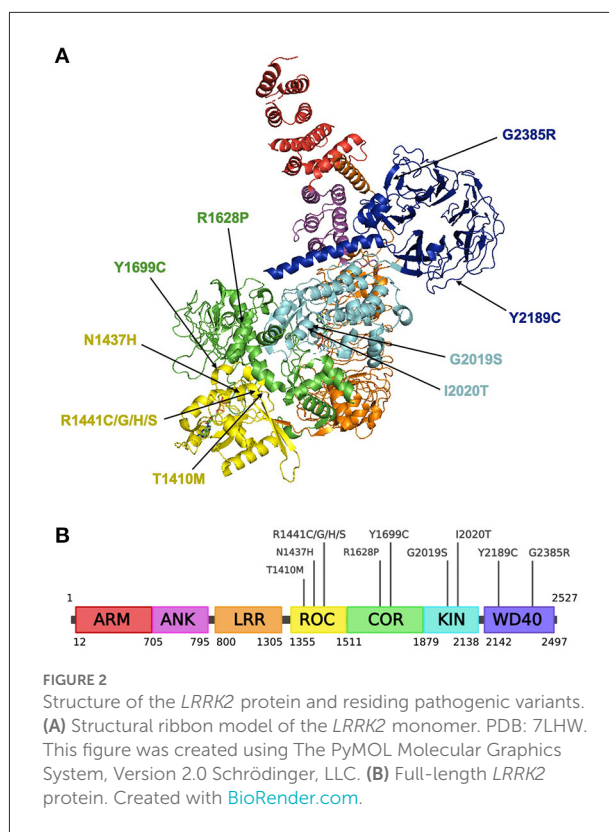 A
G2385R
R1628P
Y1699C
N1437H
Y2189C
G2019S
I2020T
R1441C/G/H/S
T1410M
B
R1441C/G/H/S Y1699C I2020T
N1437H R1628P G2019S Y2189C G2385R
T1410M
1 2527
ARM ANK LRR ROC COR KIN WD40
12 705 795 800 1305 1355 1511 1879 2138 2142 2497
FIGURE 2
Structure of the LRRK2 protein and residing pathogenic variants.
(A) Structural ribbon model of the LRRK2 monomer. PDB: 7LHW.
This figure was created using The PyMOL Molecular Graphics
System, Version 2.0 Schrödinger, LLC. (B) Full-length LRRK2
protein. Created with BioRender.com.